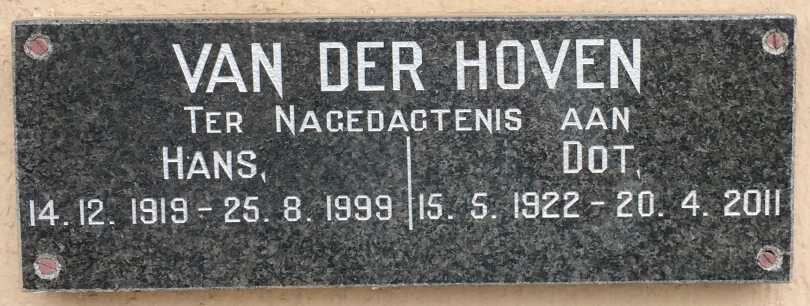 VAN DER HOVEN
TER NAGEDAGTENIS AAN
HANS, DOT,
14. 12. 1919 – 25. 8. 1999 15. 5. 1922 – 20. 4. 2011